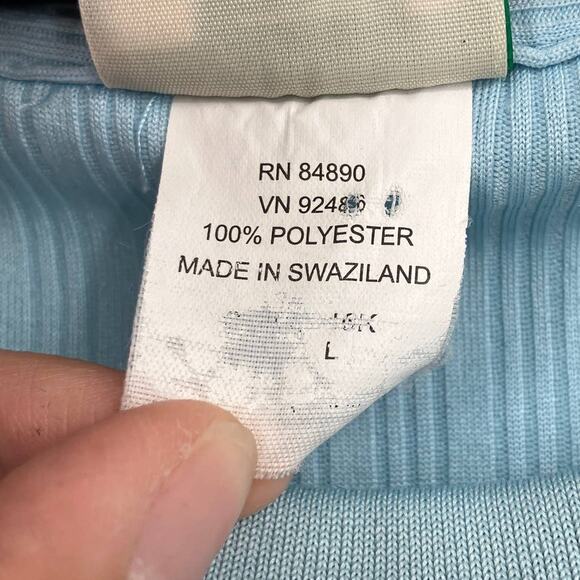 RN 84890
VN
100% POLYESTER
MADE IN SWAZILAND
L